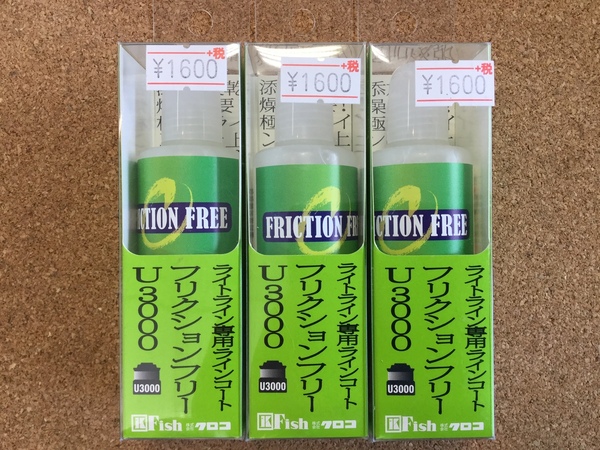 +税
¥1600
FRICTION FREE
ライトライン専用ラインコート
フリクションフリー
U3000
U3000
Fish クロコ
+税
¥1600
FRICTION FR
ライトライン専用ラインコート
フリクションフリー
U3000
U3000
Fish クロコ
+税
¥1,600
CTION FREE
ライトライン専用ラインコート
フリクションフリー
U3000
U3000
Fish クロコ